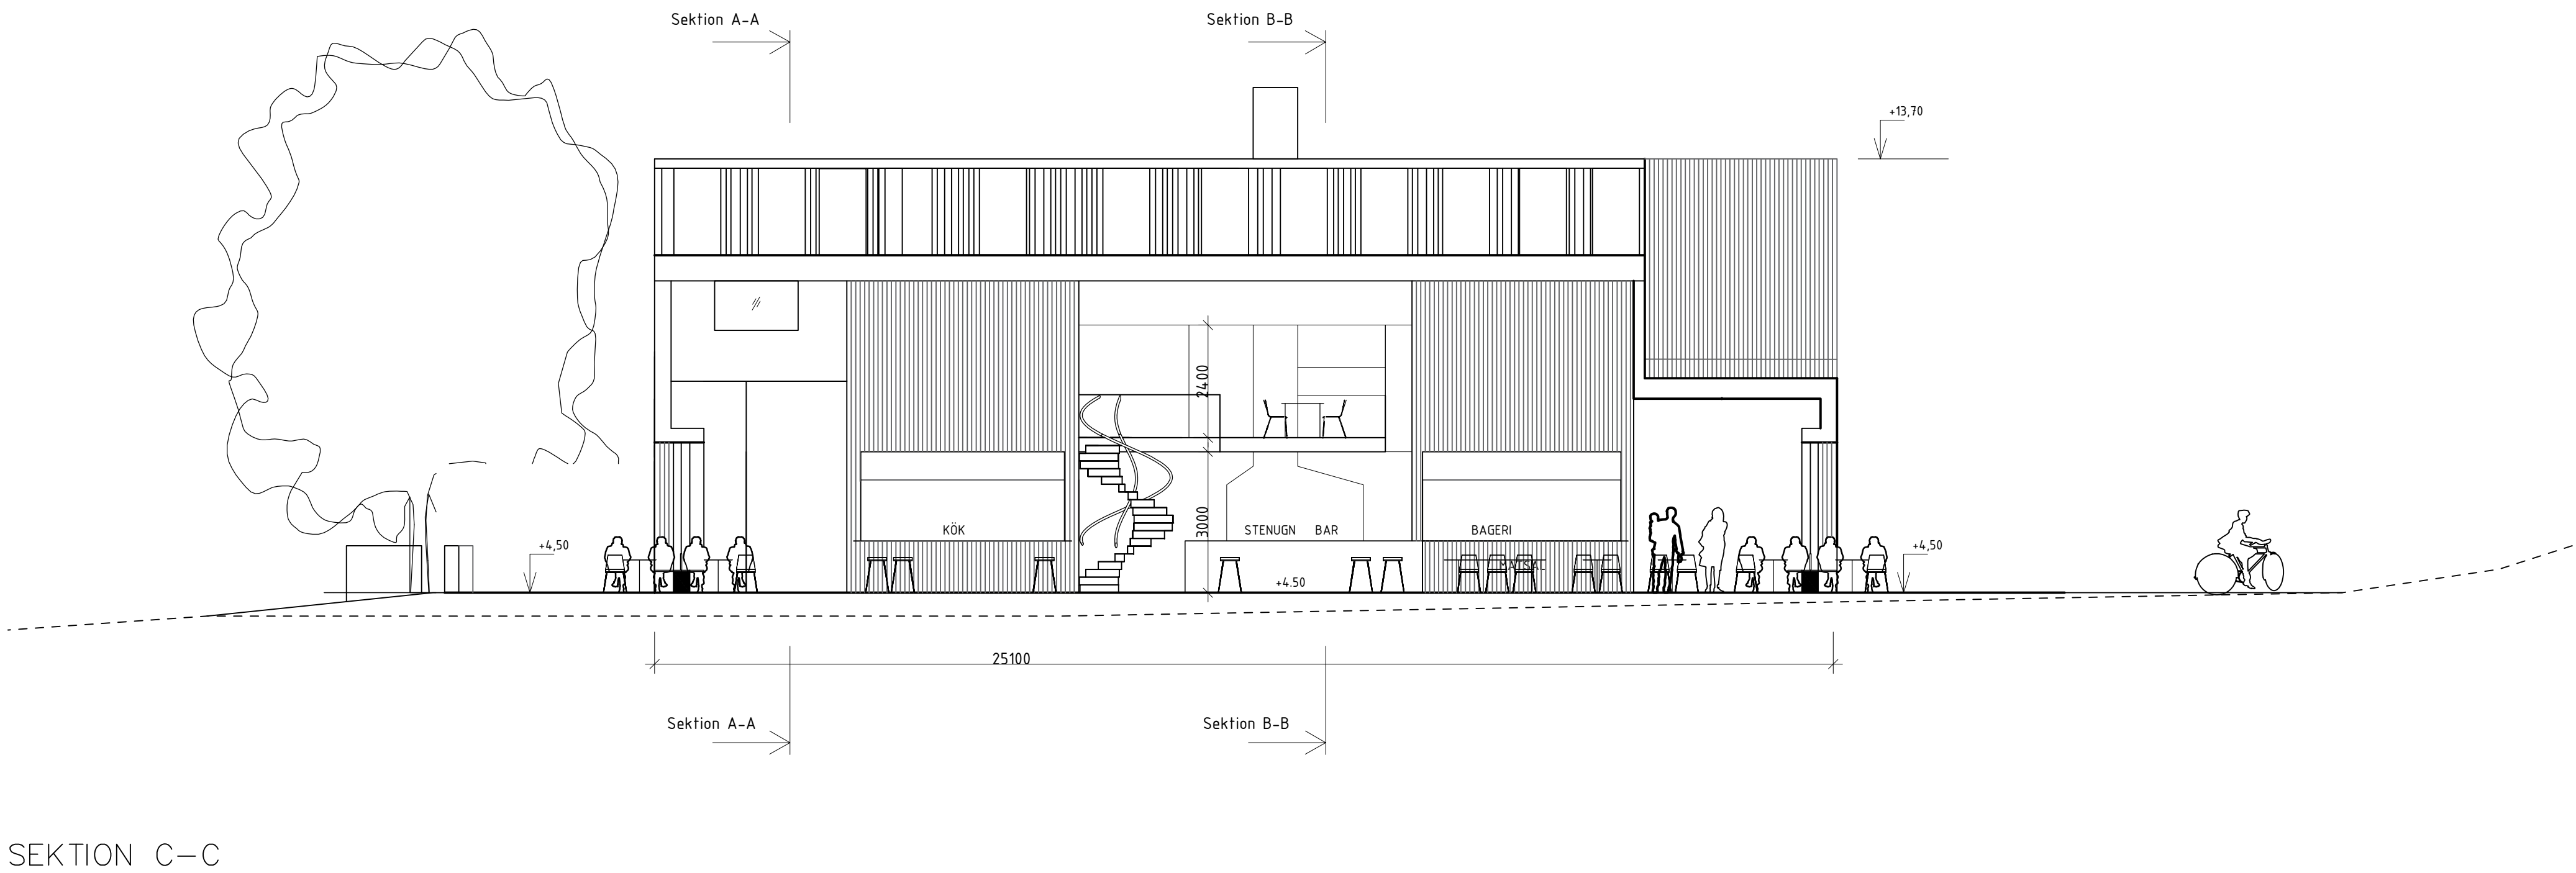 Sektion A-A
Sektion B-B
+13,70
2400
3000
KÖK
STENUGN BAR
BAGERI
MATSAL
+4,50
+4.50
+4,50
25100
Sektion A-A
Sektion B-B
SEKTION C-C